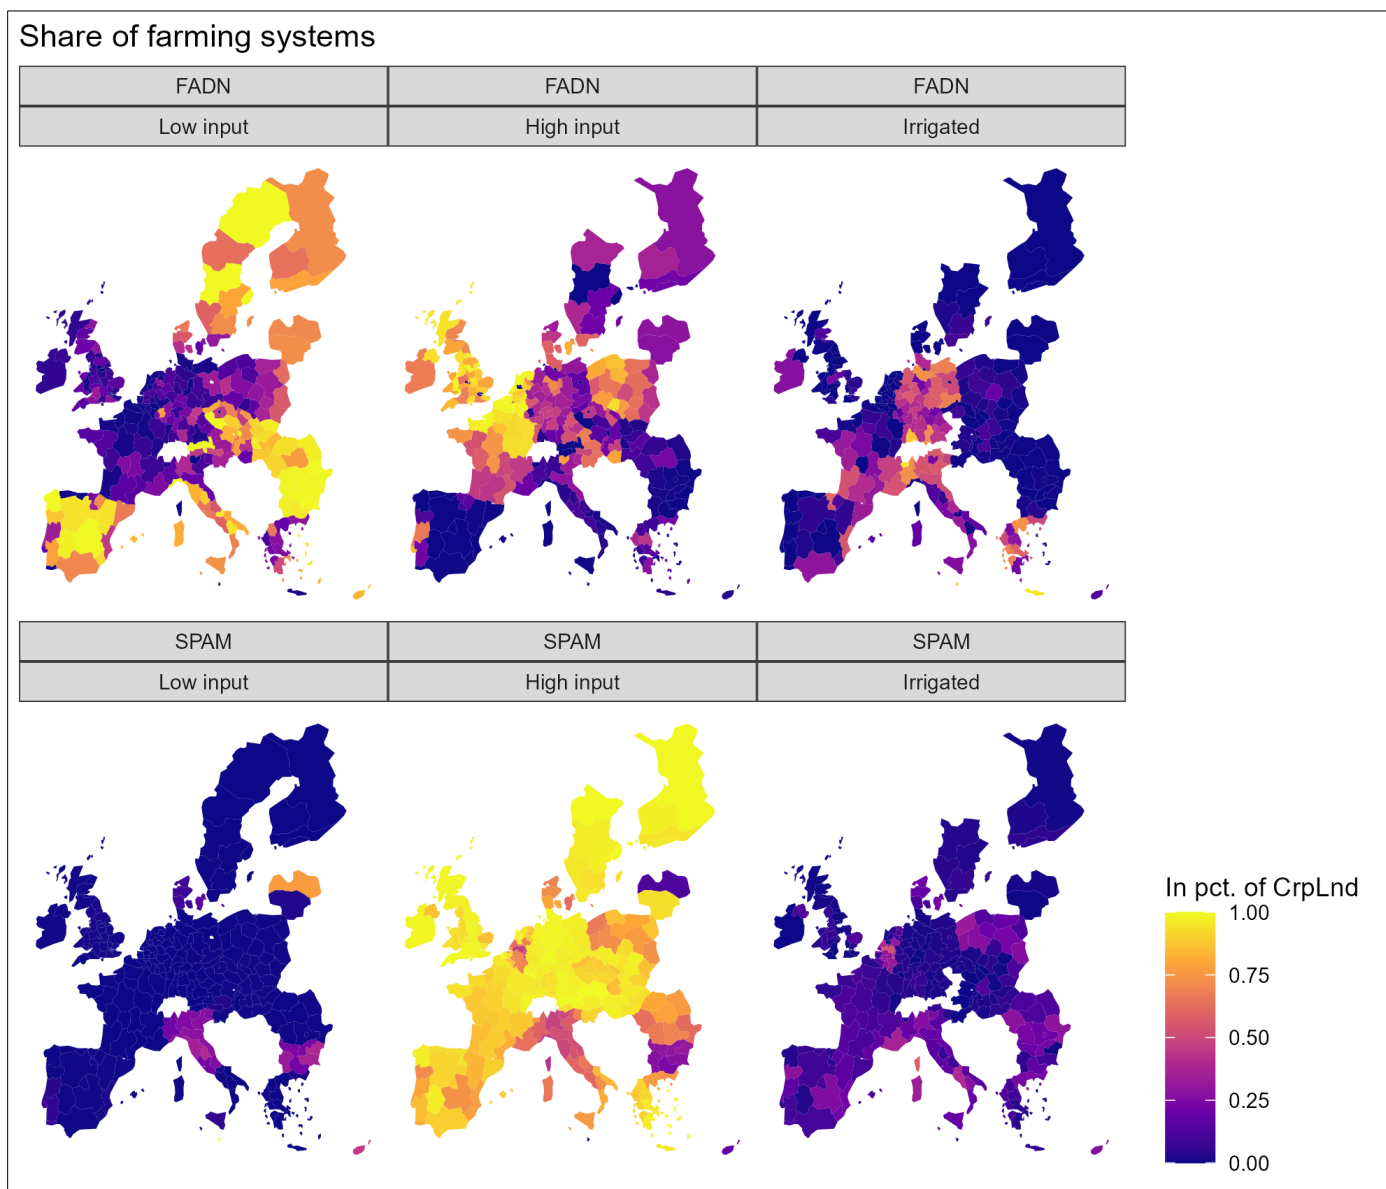 Share of farming systems
FADN FADN FADN
Low input High input Irrigated
SPAM SPAM SPAM
Low input High input Irrigated
In pct. of CrpLnd
1.00
0.75
0.50
0.25
0.00